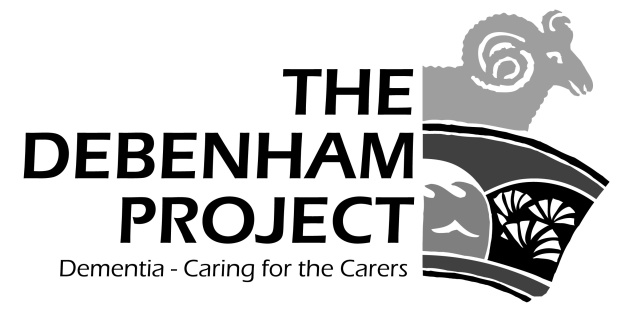 THE
DEBENHAM
PROJECT
Dementia - Caring for the Carers